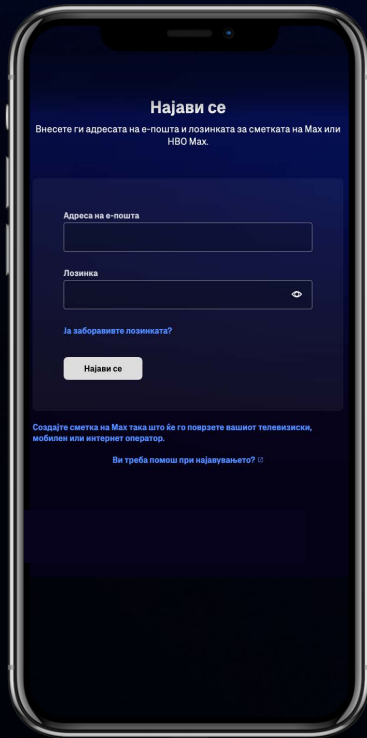 Најави се
Внесете ги адресата на е-пошта и лозинката за сметката на Max или
HBO Max.
Адреса на е-пошта
Лозинка
Ја заборавивте лозинката?
Најави се
Создајте сметка на Max така што ќе го поврзете вашиот телевизиски,
мобилен или интернет оператор.
Ви треба помош при најавувањето?